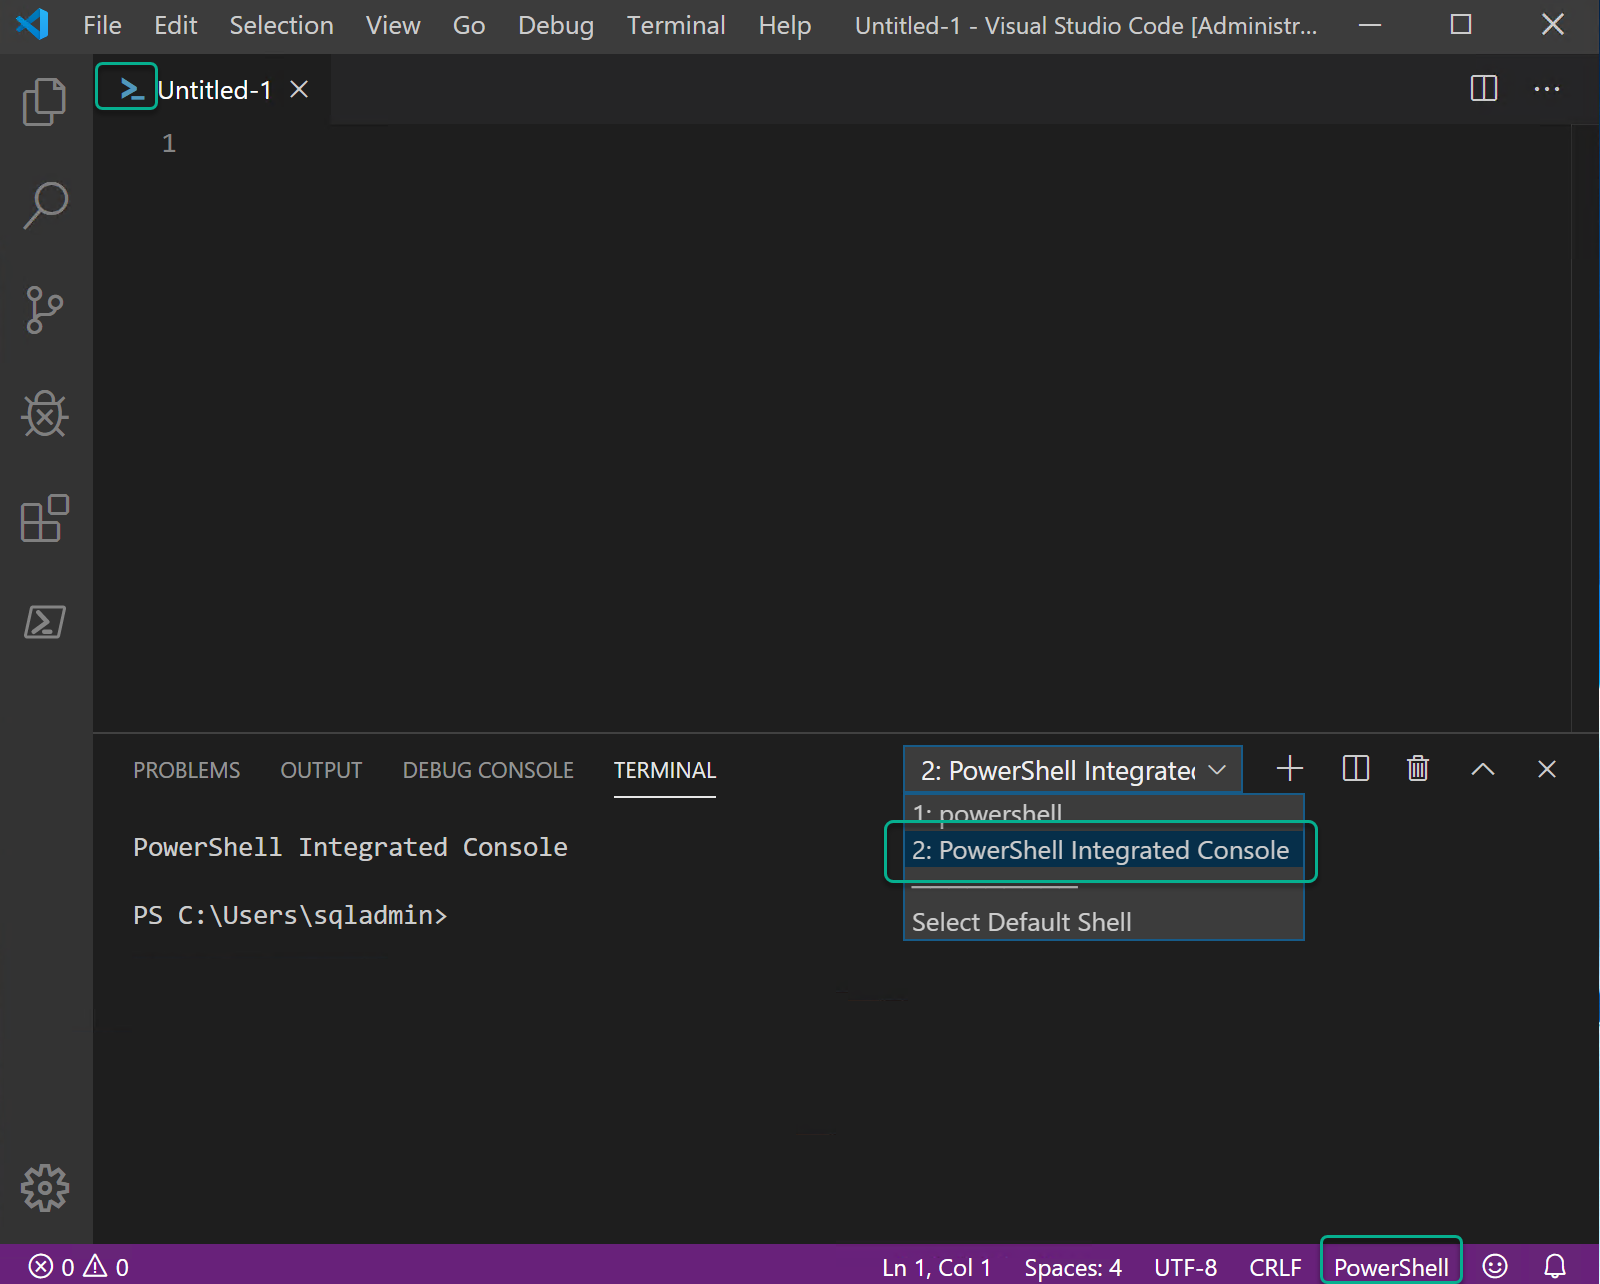 File Edit Selection View Go Debug Terminal Help Untitled-1 - Visual Studio Code [Administr...
Untitled-1
1
PROBLEMS OUTPUT DEBUG CONSOLE TERMINAL 2: PowerShell Integrated
1: powershell
2: PowerShell Integrated Console
Select Default Shell
PowerShell Integrated Console
PS C:\Users\sqladmin>
0 0 Ln 1, Col 1 Spaces: 4 UTF-8 CRLF PowerShell